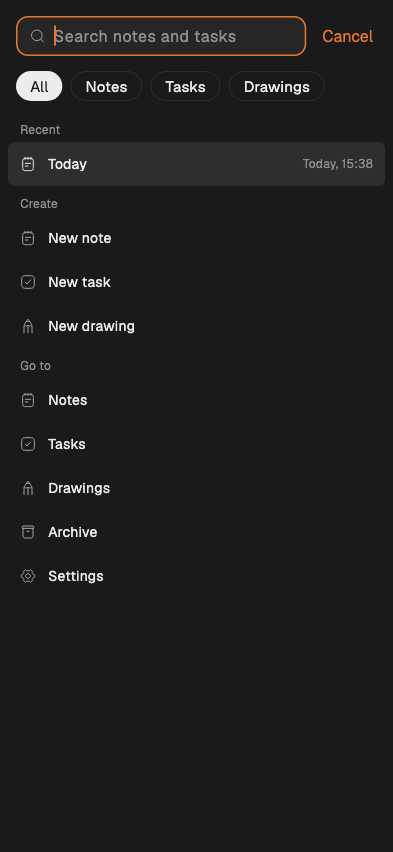 Search notes and tasks Cancel
All Notes Tasks Drawings
Recent
Today Today, 15:38
Create
New note
New task
New drawing
Go to
Notes
Tasks
Drawings
Archive
Settings